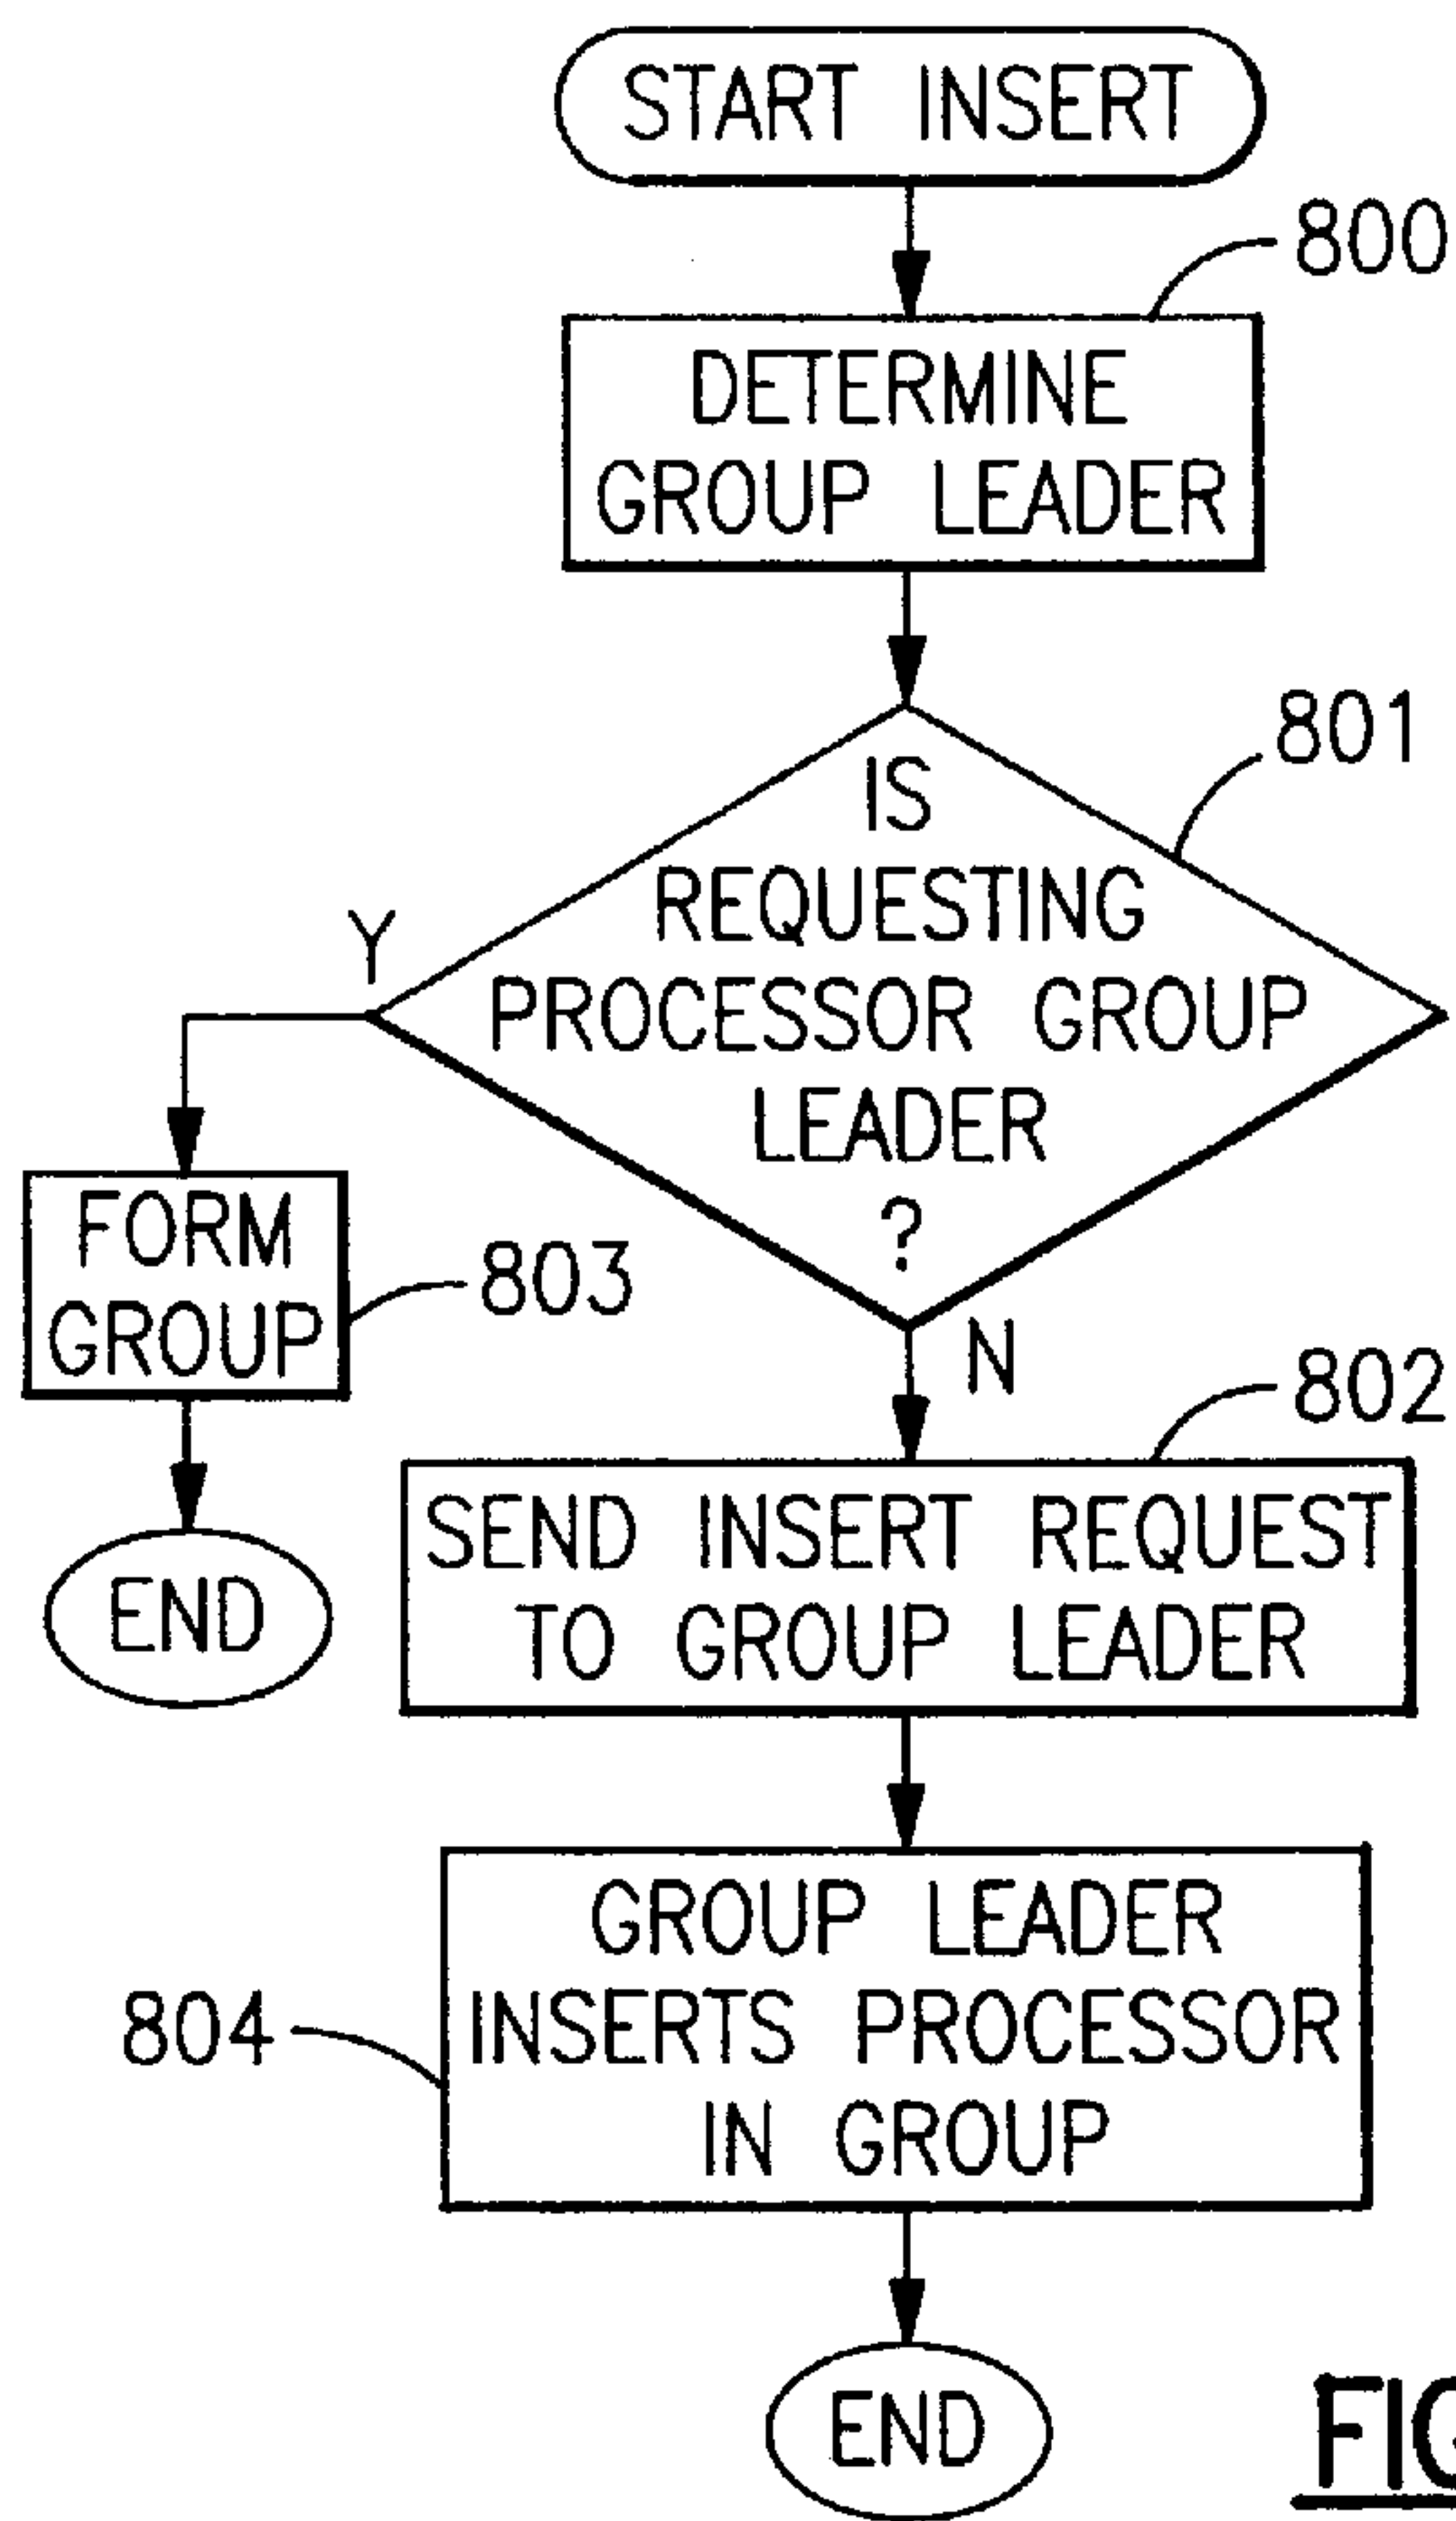 START INSERT
800
DETERMINE
GROUP LEADER
801
IS
REQUESTING
PROCESSOR GROUP
LEADER
?
Y
N
FORM
GROUP
803
END
802
SEND INSERT REQUEST
TO GROUP LEADER
804
GROUP LEADER
INSERTS PROCESSOR
IN GROUP
END